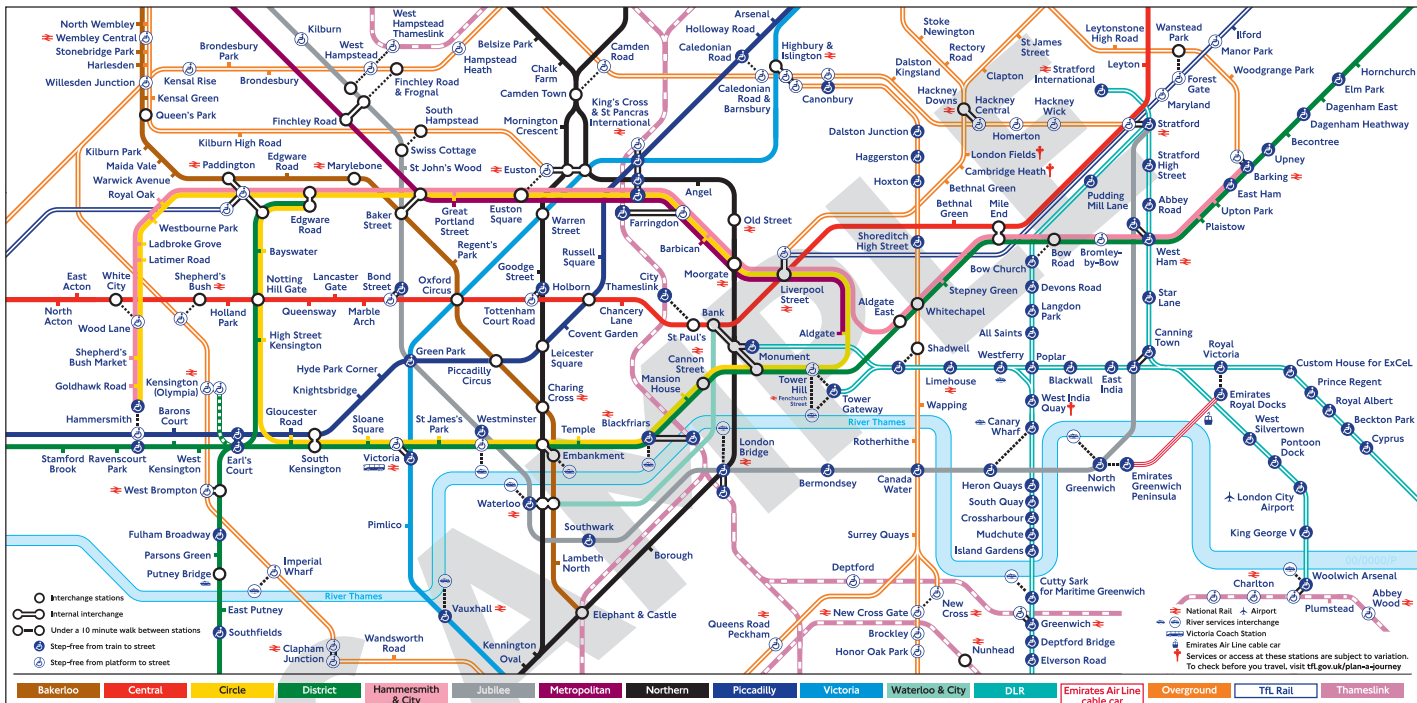 North Wembley
Wembley Central
Stonebridge Park
Harlesden
Willesden Junction
Kensal Rise
Brondesbury
Park
Brondesbury
Kensal Green
Queen's Park
Kilburn Park
Maida Vale
Warwick Avenue
Royal Oak
Kilburn High Road
Paddington
Edgware
Road
Marylebone
Kilburn
West
Hampstead
West
Hampstead
Thameslink
Finchley Road
& Frognal
Hampstead
Heath
Finchley Road
South
Hampstead
Swiss Cottage
St John's Wood
Belsize Park
Chalk
Farm
Camden Town
Camden
Road
Mornington
Crescent
Euston
King's Cross
& St Pancras
International
Arsenal
Holloway Road
Caledonian
Road
Caledonian
Road &
Barnsbury
Highbury &
Islington
Canonbury
Stoke
Newington
Rectory
Road
Dalston
Kingsland
Clapton
St James
Street
Hackney
Downs
Hackney
Central
Homerton
Hackney
Wick
Stratford
International
Leytonstone
High Road
Leyton
Wanstead
Park
Forest
Gate
Maryland
Stratford
Ilford
Manor Park
Woodgrange Park
Hornchurch
Elm Park
Dagenham East
Dagenham Heathway
Becontree
Upney
Barking
East Ham
Upton Park
Plaistow
Dalston Junction
Haggerston
Hoxton
Shoreditch
High Street
London Fields
Cambridge Heath
Bethnal Green
Bethnal
Green
Mile
End
Pudding
Mill Lane
Stratford
High
Street
Abbey
Road
West
Ham
Star
Lane
Canning
Town
Bow
Road
Bromley-
by-Bow
Bow Church
Devons Road
Langdon
Park
All Saints
Stepney Green
Whitechapel
Aldgate
East
Aldgate
Liverpool
Street
Moorgate
Old Street
Angel
Barbican
Farringdon
Euston
Square
Great
Portland
Street
Baker
Street
Edgware
Road
Westbourne Park
Ladbroke Grove
Latimer Road
Bayswater
Warren
Street
Regent's
Park
Goodge
Street
Russell
Square
City
Thameslink
East
Acton
White
City
Shepherd's
Bush
Notting
Hill Gate
Lancaster
Gate
Bond
Street
Oxford
Circus
Holborn
North
Acton
Wood Lane
Holland
Park
Queensway
Marble
Arch
Tottenham
Court Road
Chancery
Lane
St Paul's
Bank
Monument
Covent Garden
Leicester
Square
Cannon
Street
Mansion
House
Tower
Hill
Fenchurch
Street
Tower
Gateway
Shadwell
Limehouse
Westferry
Poplar
Blackwall
East
India
Royal
Victoria
Custom House for ExCeL
Prince Regent
Royal Albert
Beckton Park
Cyprus
Emirates
Royal Docks
West
Silvertown
Pontoon
Dock
London City
Airport
King George V
Woolwich Arsenal
Shepherd's
Bush Market
Goldhawk Road
Hammersmith
Kensington
(Olympia)
High Street
Kensington
Hyde Park Corner
Knightsbridge
Green Park
Piccadilly
Circus
Charing
Cross
Barons
Court
Gloucester
Road
Sloane
Square
St James's
Park
Westminster
Temple
Blackfriars
Embankment
Stamford
Brook
Ravenscourt
Park
West
Kensington
Earl's
Court
South
Kensington
Victoria
London
Bridge
Wapping
Rotherhithe
River Thames
West India
Quay
Canary
Wharf
Bermondsey
Canada
Water
Heron Quays
South Quay
Crossharbour
Mudchute
Island Gardens
North
Greenwich
Emirates
Greenwich
Peninsula
West Brompton
Fulham Broadway
Parsons Green
Putney Bridge
East Putney
Southfields
Imperial
Wharf
Clapham
Junction
Wandsworth
Road
Pimlico
Vauxhall
Waterloo
Southwark
Lambeth
North
Borough
Elephant & Castle
Kennington
Oval
River Thames
Surrey Quays
Deptford
New Cross Gate
New
Cross
Queens Road
Peckham
Brockley
Honor Oak Park
Nunhead
Cutty Sark
for Maritime Greenwich
Greenwich
Deptford Bridge
Elverson Road
Charlton
Plumstead
Abbey
Wood
00/0000/P
Interchange stations
Internal interchange
Under a 10 minute walk between stations
Step-free from train to street
Step-free from platform to street
National Rail
Airport
River services interchange
Victoria Coach Station
Emirates Air Line cable car
Services or access at these stations are subject to variation.
To check before you travel, visit tfl.gov.uk/plan-a-journey
SAMPLE
Bakerloo
Central
Circle
District
Hammersmith
& City
Jubilee
Metropolitan
Northern
Piccadilly
Victoria
Waterloo & City
DLR
Emirates Air Line
cable car
Overground
TfL Rail
Thameslink